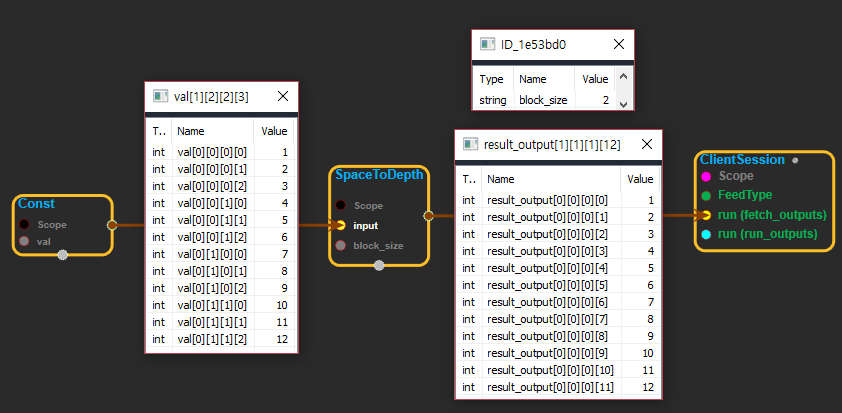 ID_1e53bd0
Type Name Value
string block_size 2
val[1][2][2][3]
T.. Name Value
int val[0][0][0][0] 1
int val[0][0][0][1] 2
int val[0][0][0][2] 3
int val[0][0][1][0] 4
int val[0][0][1][1] 5
int val[0][0][1][2] 6
int val[0][1][0][0] 7
int val[0][1][0][1] 8
int val[0][1][0][2] 9
int val[0][1][1][0] 10
int val[0][1][1][1] 11
int val[0][1][1][2] 12
result_output[1][1][1][12]
T.. Name Value
int result_output[0][0][0][0] 1
int result_output[0][0][0][1] 2
int result_output[0][0][0][2] 3
int result_output[0][0][0][3] 4
int result_output[0][0][0][4] 5
int result_output[0][0][0][5] 6
int result_output[0][0][0][6] 7
int result_output[0][0][0][7] 8
int result_output[0][0][0][8] 9
int result_output[0][0][0][9] 10
int result_output[0][0][0][10] 11
int result_output[0][0][0][11] 12
Const
Scope
val
SpaceToDepth
Scope
input
block_size
ClientSession
Scope
FeedType
run (fetch_outputs)
run (run_outputs)